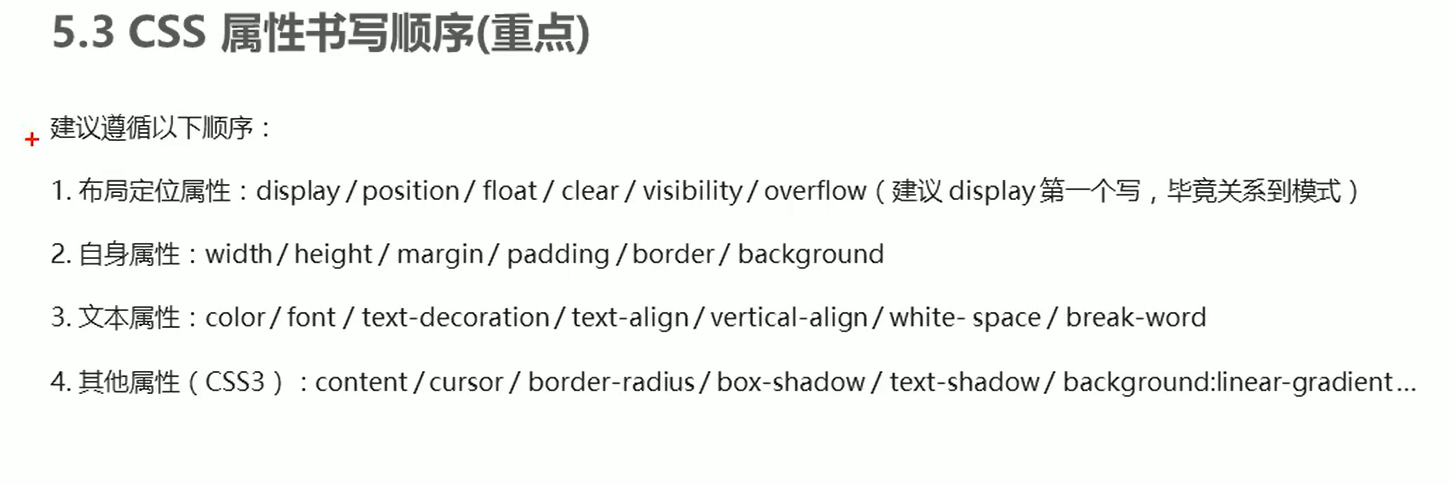 5.3 CSS 属性书写顺序(重点)
建议遵循以下顺序：
1. 布局定位属性：display / position / float / clear / visibility / overflow（建议 display 第一个写，毕竟关系到模式）
2. 自身属性：width / height / margin / padding / border / background
3. 文本属性：color / font / text-decoration / text-align / vertical-align / white- space / break-word
4. 其他属性（CSS3）：content / cursor / border-radius / box-shadow / text-shadow / background:linear-gradient…